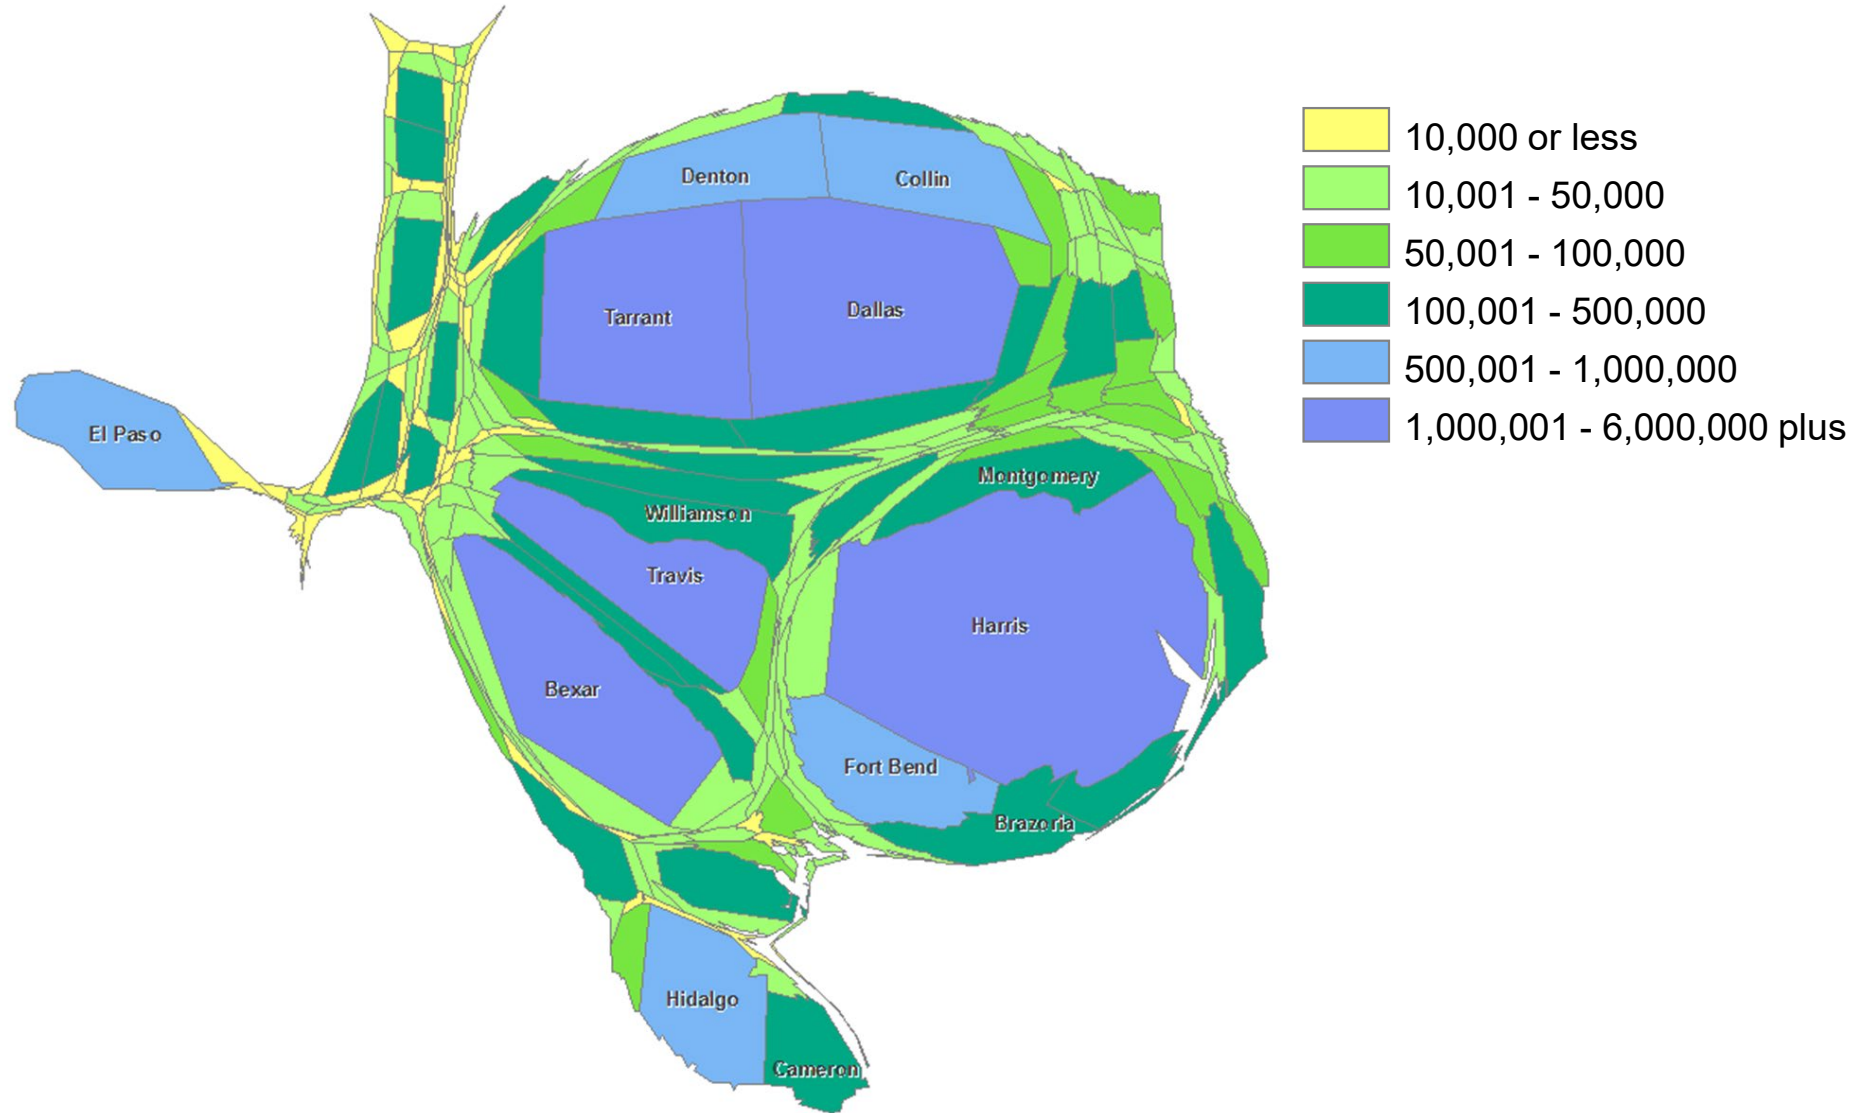 10,000 or less
10,001 - 50,000
50,001 - 100,000
100,001 - 500,000
500,001 - 1,000,000
1,000,001 - 6,000,000 plus
Denton
Collin
Tarrant
Dallas
El Paso
Montgomery
Williamson
Travis
Harris
Bexar
Fort Bend
Brazoria
Hidalgo
Cameron